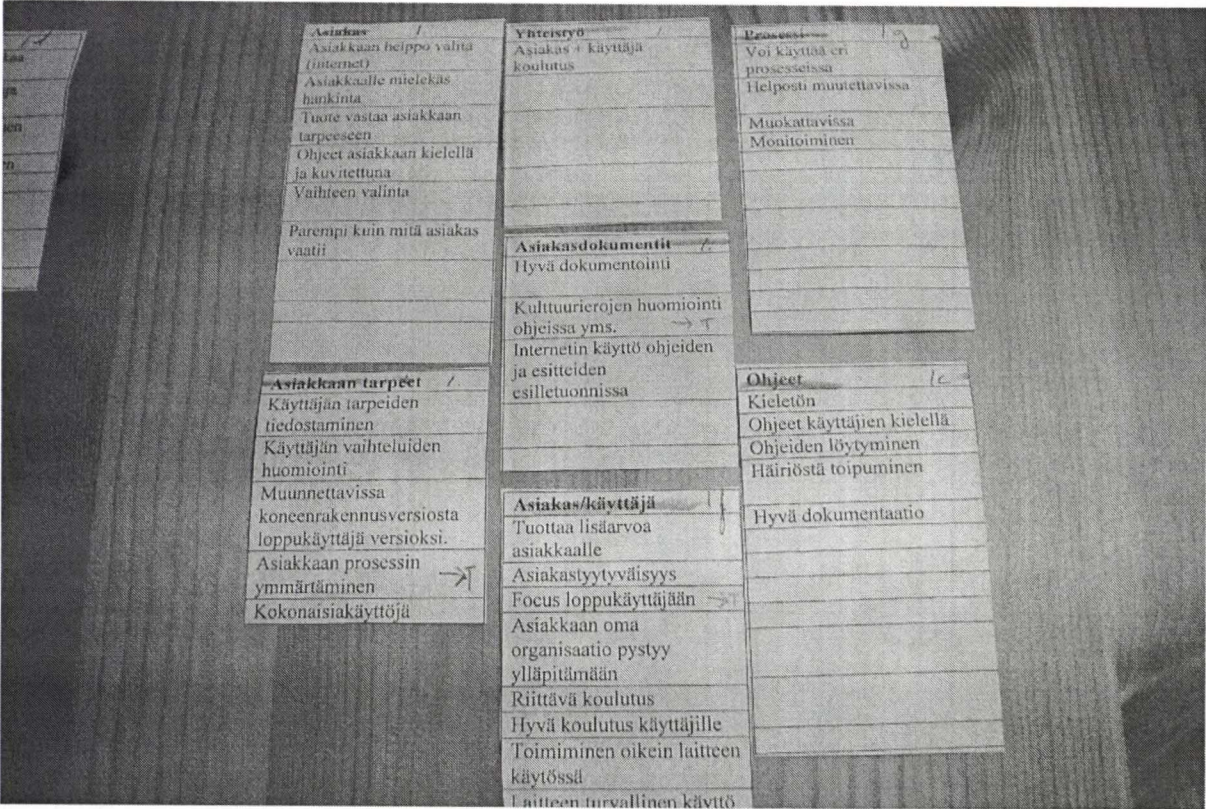 Asiakas
Asiakkaan helppo valita
(internet)
Asiakkaalle mielekäs
hankinta
Tuote vastaa asiakkaan
tarpeeseen
Ohjeet asiakkaan kielellä
ja kuvitettuna
Vaihteen valinta
Parempi kuin mitä asiakas
vaatii
Asiakkaan tarpeet
Käyttäjän tarpeiden
tiedostaminen
Käyttäjän vaihteluiden
huomiointi
Muunnettavissa
koneenrakennusversiosta
loppukäyttäjä versioksi.
Asiakkaan prosessin
ymmärtäminen → T
Kokonaisiakäyttöjä
Yhteistyö
Asiakas + käyttäjä
koulutus
Asiakasdokumentit
Hyvä dokumentointi
Kulttuurierojen huomiointi
ohjeissa yms. → T
Internetin käyttö ohjeiden
ja esitteiden
esilletuonnissa
Asiakas/käyttäjä
Tuottaa lisäarvoa
asiakkaalle
Asiakastyytyväisyys
Focus loppukäyttäjään → T
Asiakkaan oma
organisaatio pystyy
ylläpitämään
Riittävä koulutus
Hyvä koulutus käyttäjille
Toimiminen oikein laitteen
käytössä
Laitteen turvallinen käyttö
Prosessi
Voi käyttää eri
prosesseissa
Helposti muutettavissa
Muokattavissa
Monitoiminen
Ohjeet
Kieletön
Ohjeet käyttäjien kielellä
Ohjeiden löytyminen
Häiriöstä toipuminen
Hyvä dokumentaatio